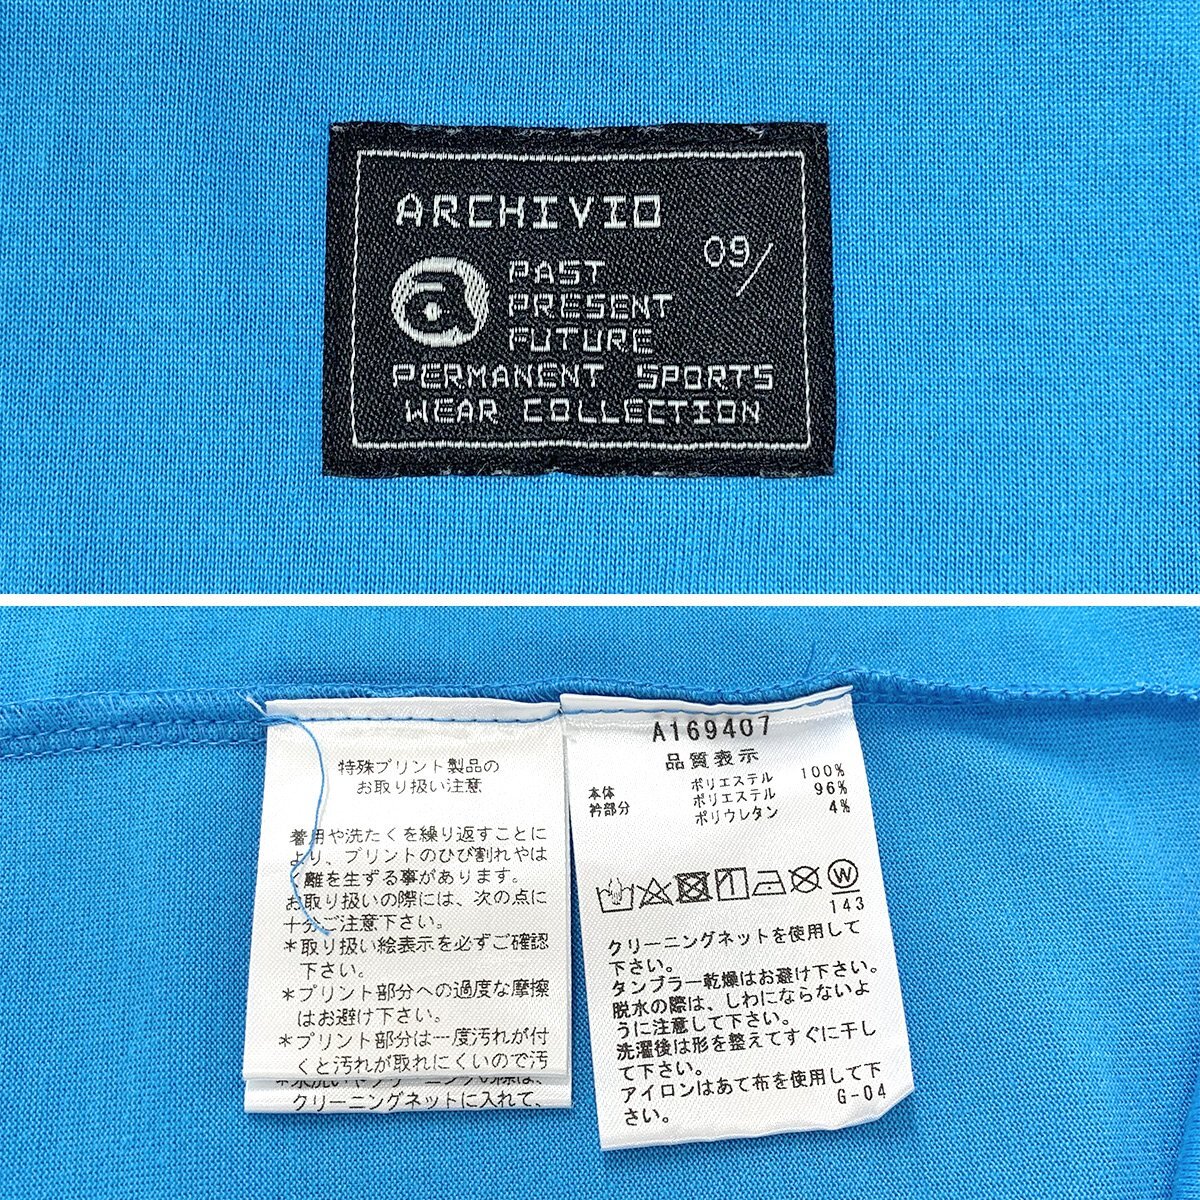 ARCHIVIO
09/
a
PAST
PRESENT
FUTURE
PERMANENT SPORTS
WEAR COLLECTION
特殊プリント製品の
お取り扱い注意
着用や洗たくを繰り返すことに
より、プリントのひび割れやは
く離を生ずる事があります。
お取り扱いの際には、次の点に
十分ご注意下さい。
*取り扱い絵表示を必ずご確認
下さい。
*プリント部分への過度な摩擦
はお避け下さい。
*プリント部分は一度汚れが付
くと汚れが取れにくいので汚
*水洗いやクリーニングの際は、
クリーニングネットに入れて、
A169407
品質表示
本体 ポリエステル 100%
衿部分 ポリエステル 96%
ポリウレタン 4%
W
143
クリーニングネットを使用して
下さい。
タンブラー乾燥はお避け下さい。
脱水の際は、しわにならないよ
うに注意して下さい。
洗濯後は形を整えてすぐに干し
て下さい。
アイロンはあて布を使用して下
さい。
G-04